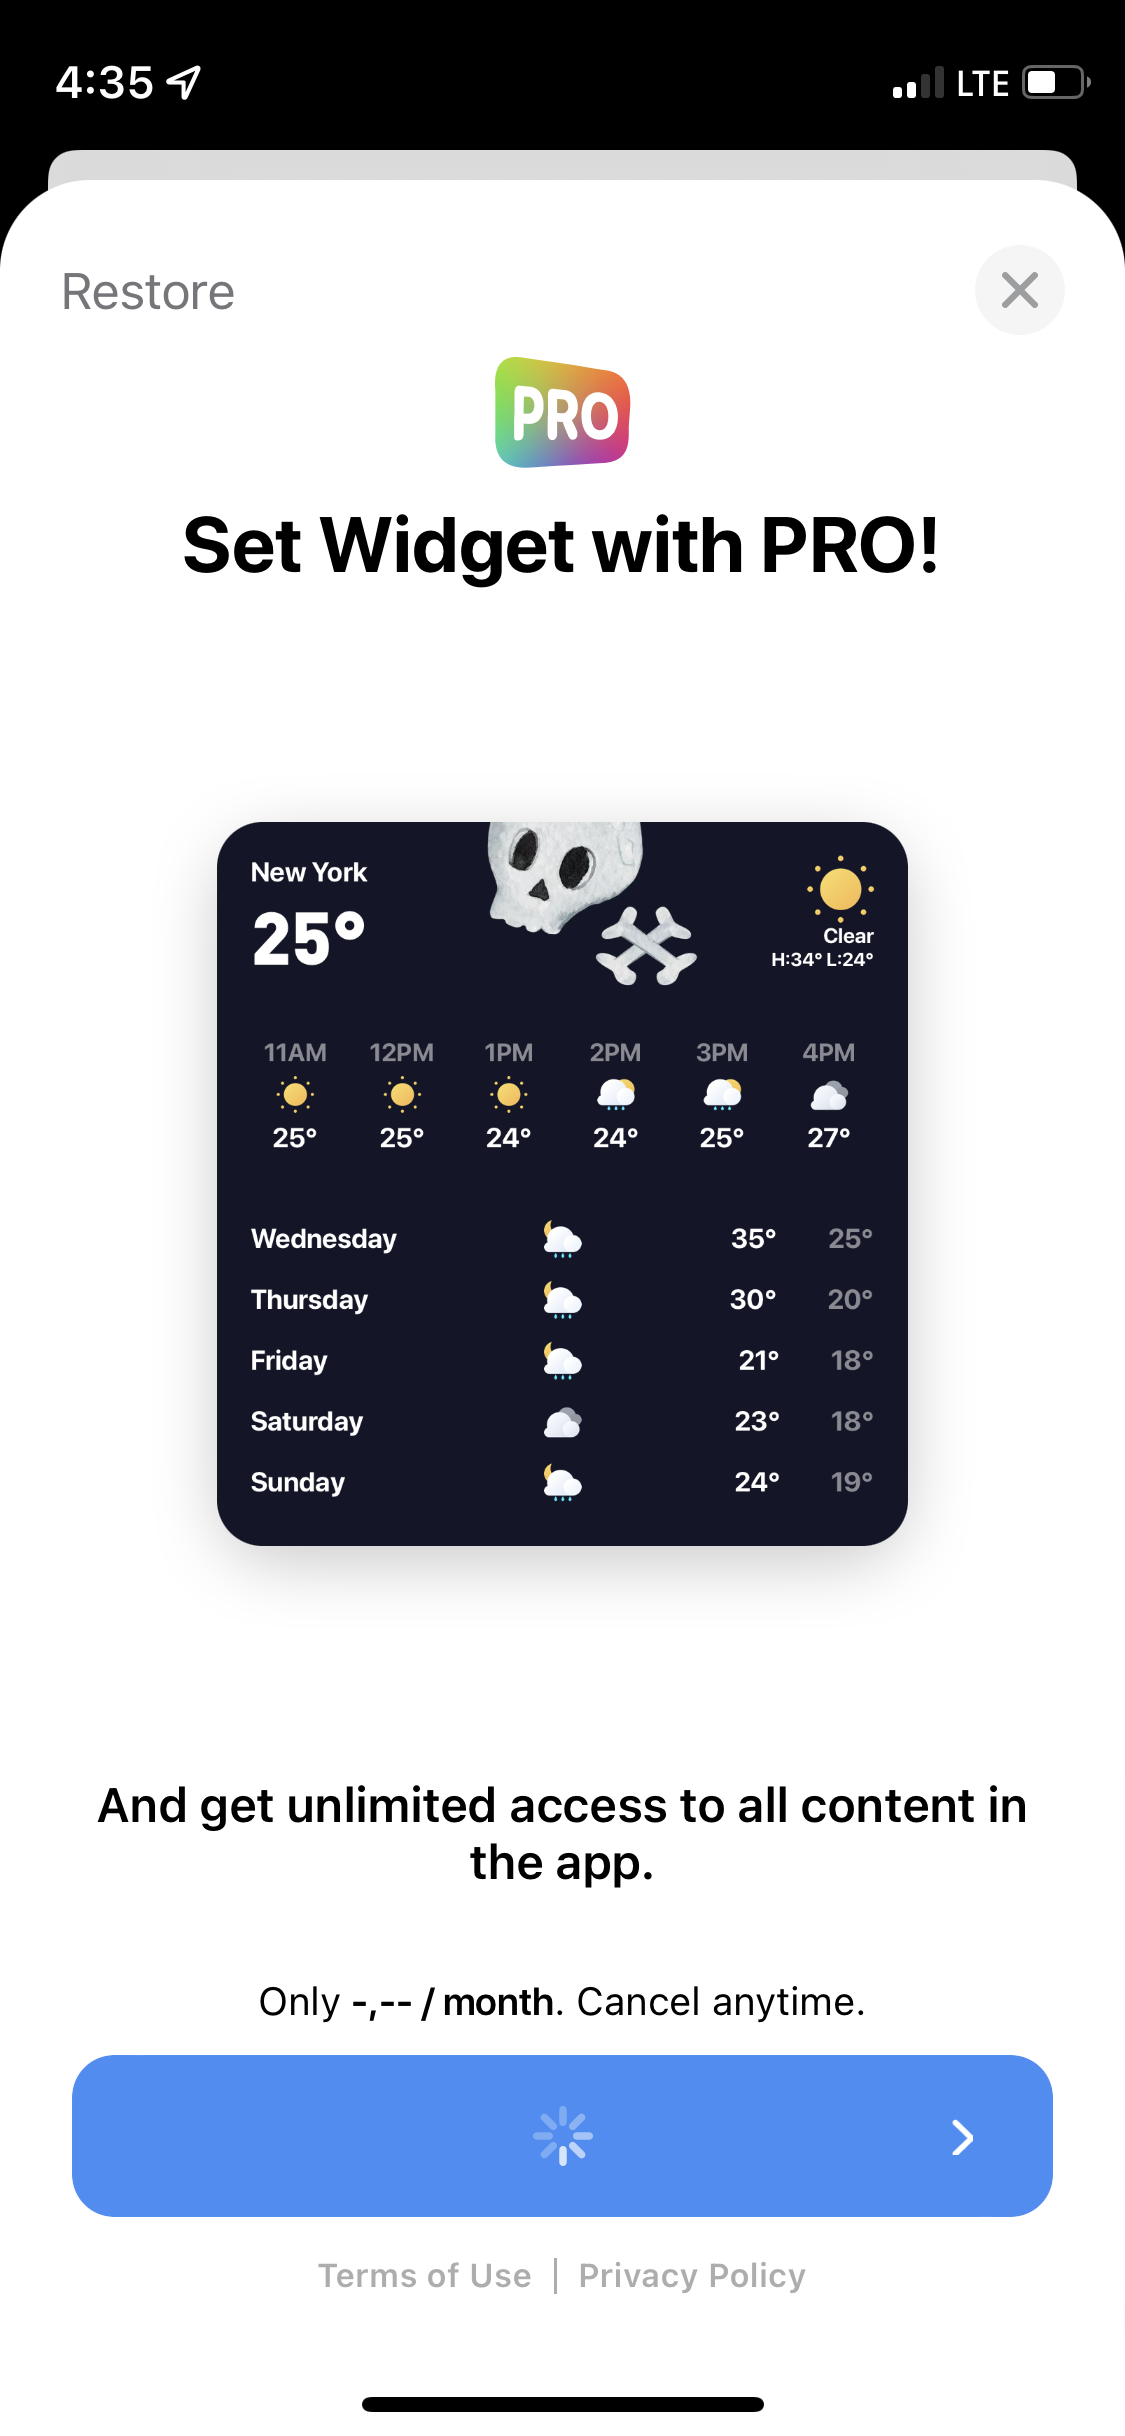 4:35
LTE
Restore
PRO
Set Widget with PRO!
New York
25°
Clear
H:34° L:24°
11AM 12PM 1PM 2PM 3PM 4PM
25° 25° 24° 24° 25° 27°
Wednesday 35° 25°
Thursday 30° 20°
Friday 21° 18°
Saturday 23° 18°
Sunday 24° 19°
And get unlimited access to all content in
the app.
Only -,-- / month. Cancel anytime.
Terms of Use | Privacy Policy